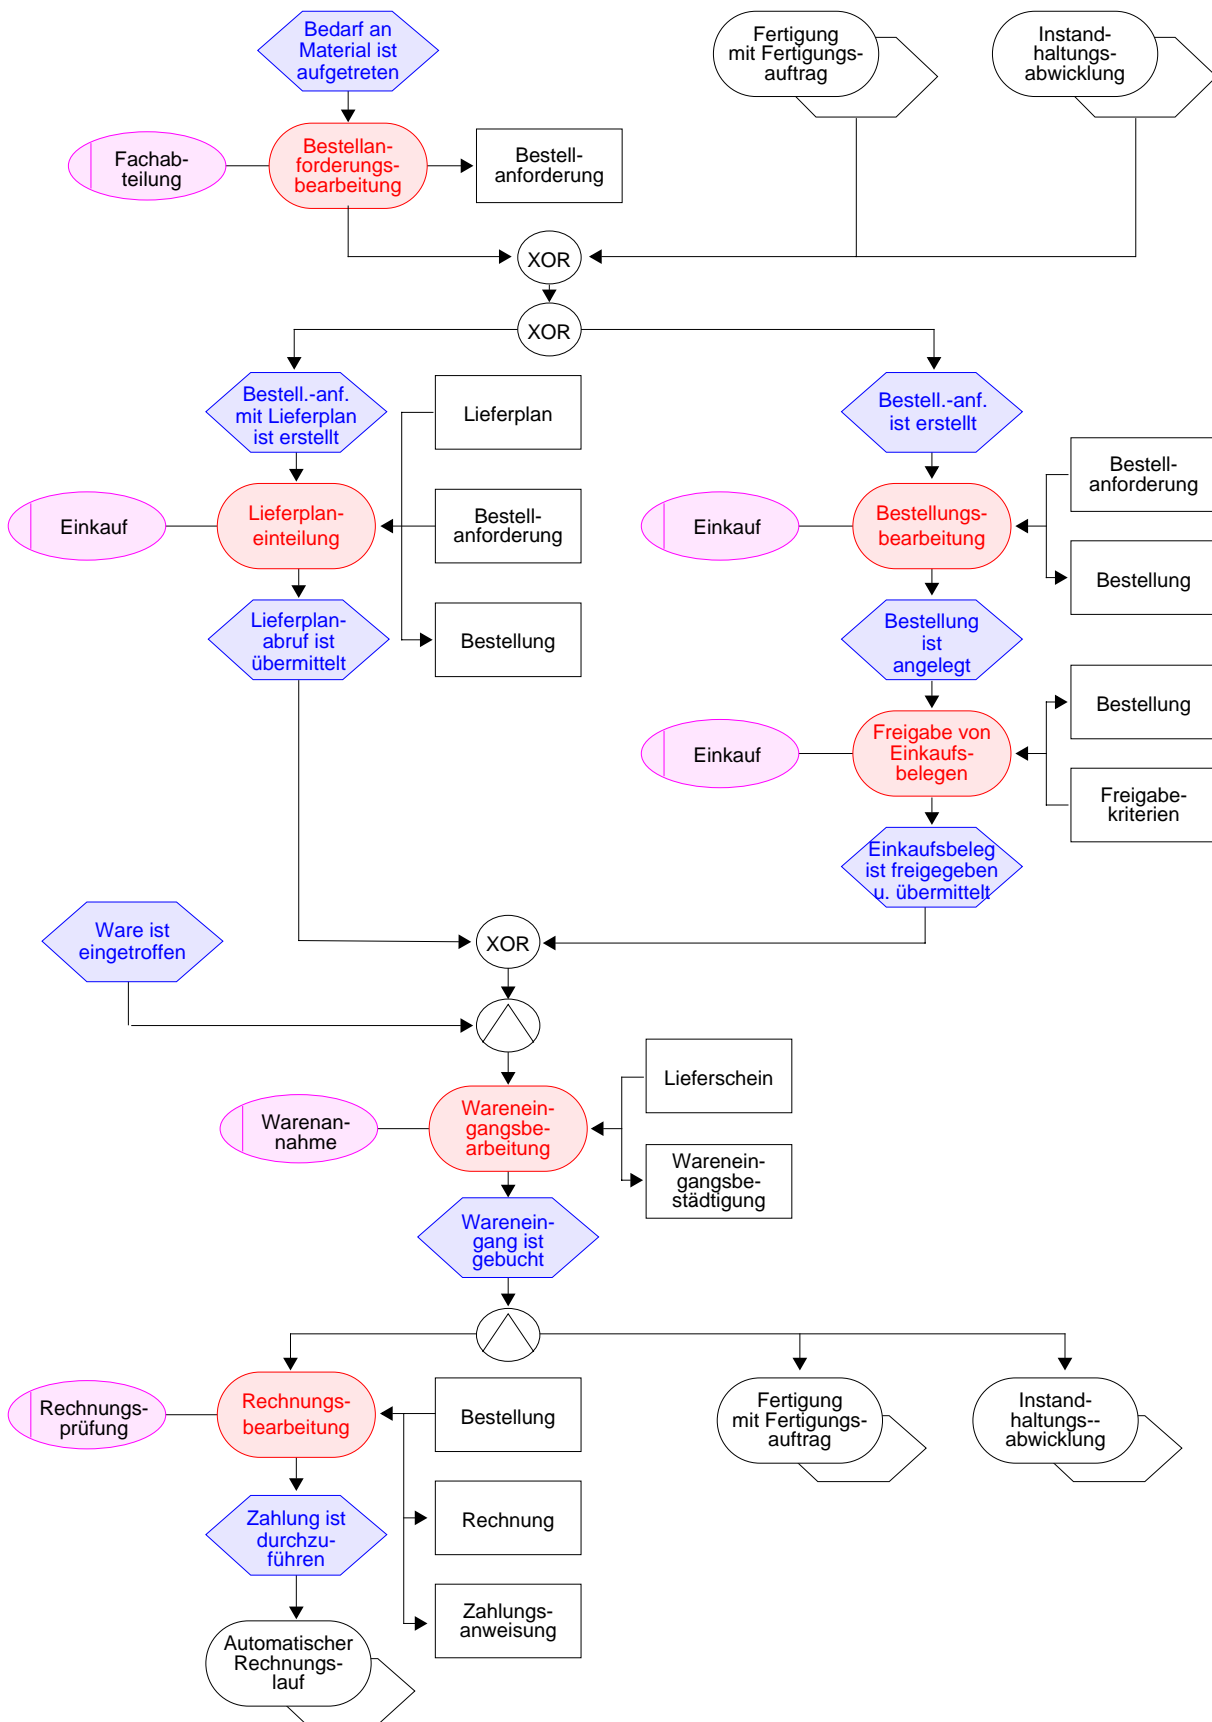 Bedarf an
Material ist
aufgetreten
Fertigung
mit Fertigungs-
auftrag
Instand-
haltungs-
abwicklung
Fachab-
teilung
Bestellan-
forderungs-
bearbeitung
Bestell-
anforderung
XOR
XOR
Bestell.-anf.
mit Lieferplan
ist erstellt
Lieferplan
Bestell.-anf.
ist erstellt
Einkauf
Lieferplan-
einteilung
Bestell-
anforderung
Einkauf
Bestellungs-
bearbeitung
Bestell-
anforderung
Bestellung
Lieferplan-
abruf ist
übermittelt
Bestellung
Bestellung
ist
angelegt
Einkauf
Freigabe von
Einkaufs-
belegen
Bestellung
Freigabe-
kriterien
Einkaufsbeleg
ist freigegeben
u. übermittelt
Ware ist
eingetroffen
XOR
Warenan-
nahme
Warenein-
gangsbe-
arbeitung
Lieferschein
Warenein-
gangsbe-
städtigung
Warenein-
gang ist
gebucht
Rechnungs-
prüfung
Rechnungs-
bearbeitung
Bestellung
Fertigung
mit Fertigungs-
auftrag
Instand-
haltungs--
abwicklung
Zahlung ist
durchzu-
führen
Rechnung
Zahlungs-
anweisung
Automatischer
Rechnungs-
lauf